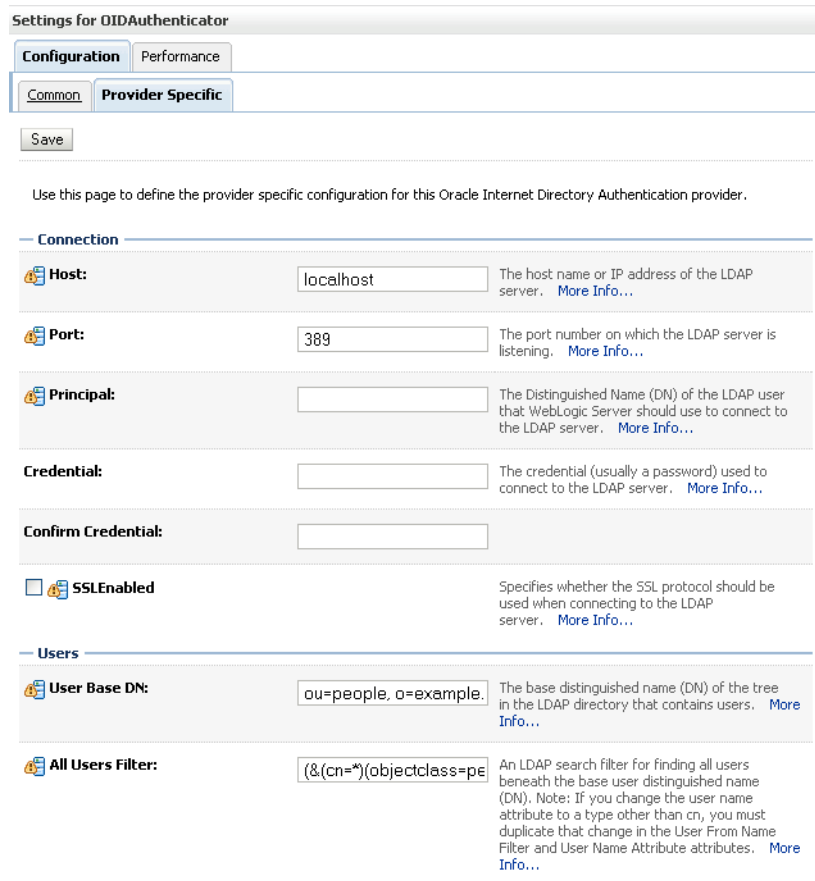 Settings for OIDAuthenticator
Configuration Performance
Common Provider Specific
Save
Use this page to define the provider specific configuration for this Oracle Internet Directory Authentication provider.
Connection
Host:
localhost
The host name or IP address of the LDAP
server. More Info...
Port:
389
The port number on which the LDAP server is
listening. More Info...
Principal:
The Distinguished Name (DN) of the LDAP user
that WebLogic Server should use to connect to
the LDAP server. More Info...
Credential:
The credential (usually a password) used to
connect to the LDAP server. More Info...
Confirm Credential:
SSLEnabled
Specifies whether the SSL protocol should be
used when connecting to the LDAP
server. More Info...
Users
User Base DN:
ou=people, o=example.
The base distinguished name (DN) of the tree
in the LDAP directory that contains users. More
Info...
All Users Filter:
(&(cn=*)(objectclass=pe
An LDAP search filter for finding all users
beneath the base user distinguished name
(DN). Note: If you change the user name
attribute to a type other than cn, you must
duplicate that change in the User From Name
Filter and User Name Attribute attributes. More
Info...